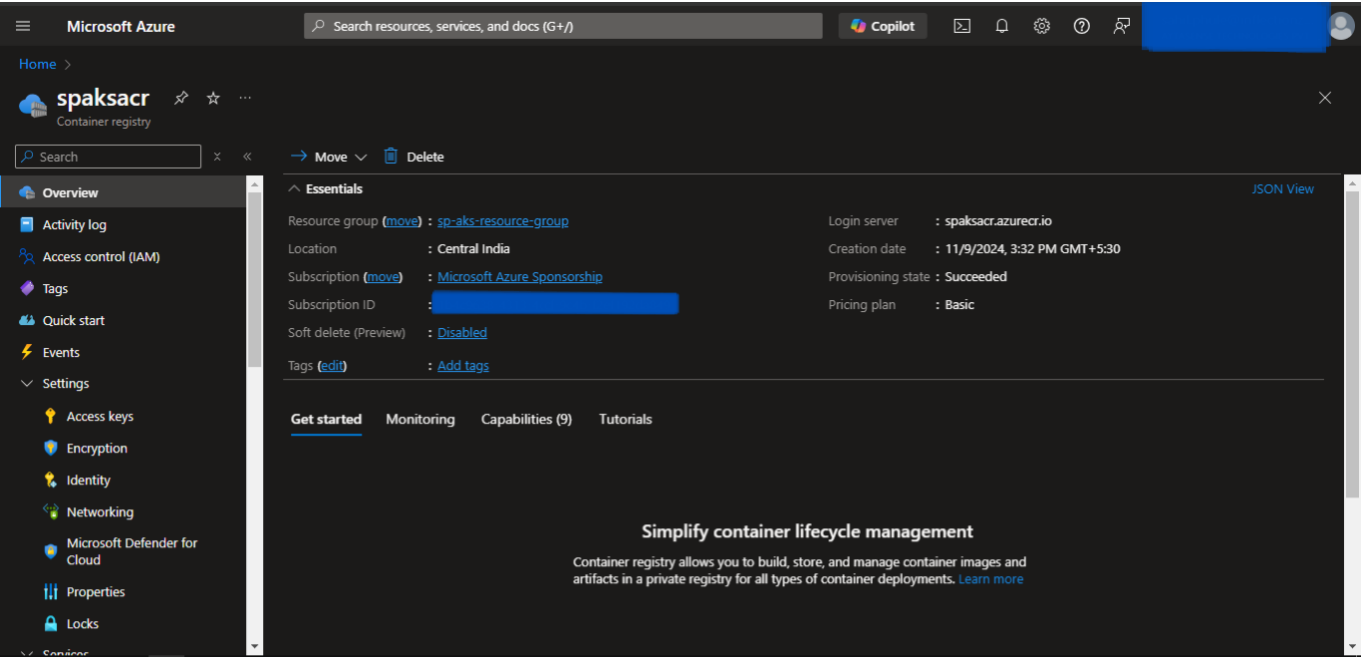 Microsoft Azure
Search resources, services, and docs (G+/)
Copilot
Home >
spaksacr
Container registry
Search
Overview
Activity log
Access control (IAM)
Tags
Quick start
Events
Settings
Access keys
Encryption
Identity
Networking
Microsoft Defender for
Cloud
Properties
Locks
Services
Move
Delete
Essentials
JSON View
Resource group (move) : sp-aks-resource-group
Location : Central India
Subscription (move) : Microsoft Azure Sponsorship
Subscription ID :
Soft delete (Preview) : Disabled
Tags (edit) : Add tags
Login server : spaksacr.azurecr.io
Creation date : 11/9/2024, 3:32 PM GMT+5:30
Provisioning state : Succeeded
Pricing plan : Basic
Get started Monitoring Capabilities (9) Tutorials
Simplify container lifecycle management
Container registry allows you to build, store, and manage container images and
artifacts in a private registry for all types of container deployments. Learn more